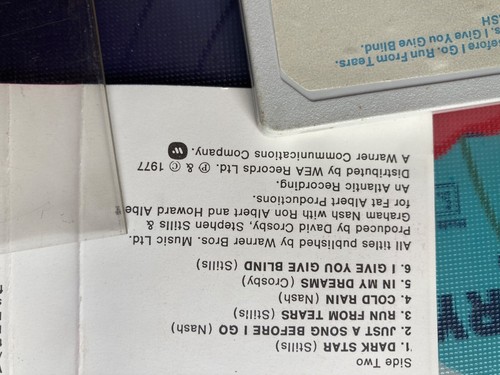 Side Two
1. DARK STAR (Stills)
2. JUST A SONG BEFORE I GO (Nash)
3. RUN FROM TEARS (Stills)
4. COLD RAIN (Nash)
5. IN MY DREAMS (Crosby)
6. I GIVE YOU GIVE BLIND (Stills)
All titles published by Warner Bros. Music Ltd.
Produced by David Crosby, Stephen Stills &
Graham Nash with Ron Albert and Howard Albe
for Fat Albert Productions.
An Atlantic Recording.
Distributed by WEA Records Ltd. ℗ & © 1977
A Warner Communications Company.
efore I Go. Run From Tears.
s. I Give You Give Blind.
SH
RY